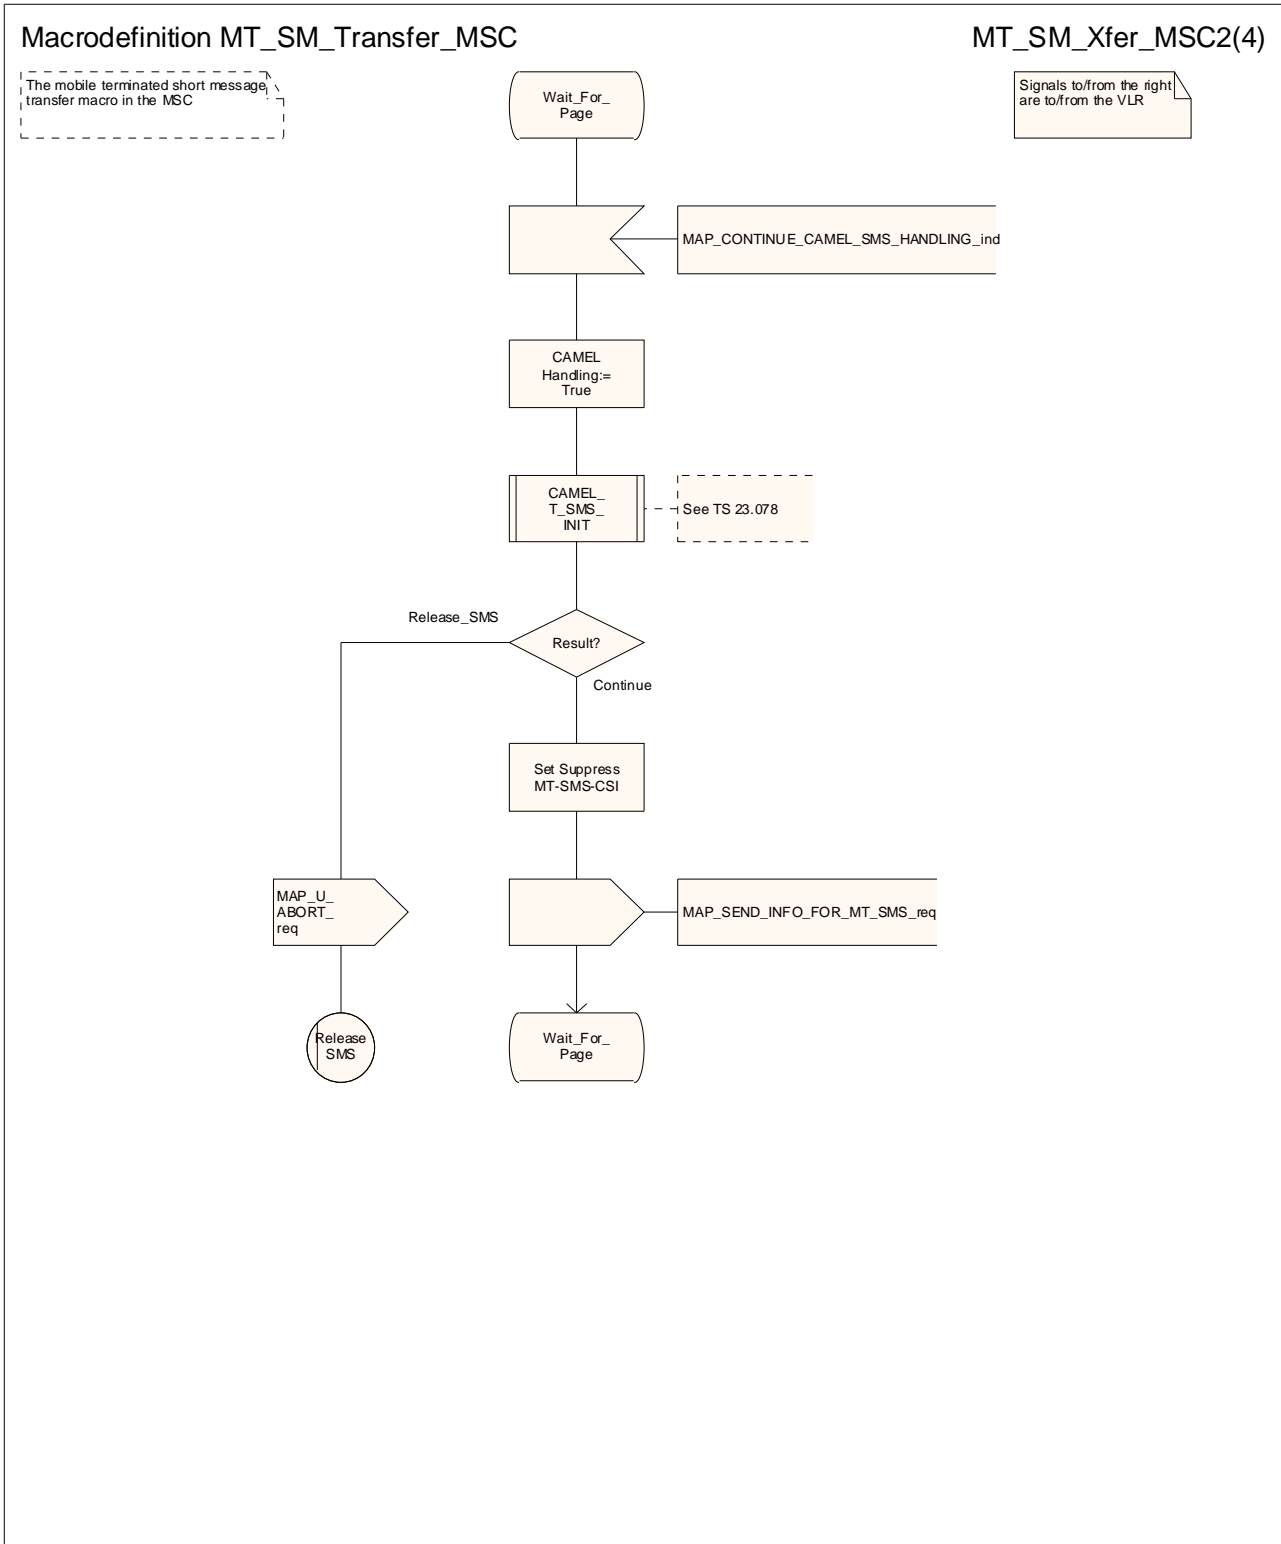 Macrodefinition MT_SM_Transfer_MSC
MT_SM_Xfer_MSC2(4)
The mobile terminated short message
transfer macro in the MSC
Signals to/from the right
are to/from the VLR
Wait_For_
Page
MAP_CONTINUE_CAMEL_SMS_HANDLING_ind
CAMEL
Handling:=
True
CAMEL_
T_SMS_
INIT
See TS 23.078
Release_SMS
Result?
Continue
Set Suppress
MT-SMS-CSI
MAP_U_
ABORT_
req
MAP_SEND_INFO_FOR_MT_SMS_req
Release
SMS
Wait_For_
Page